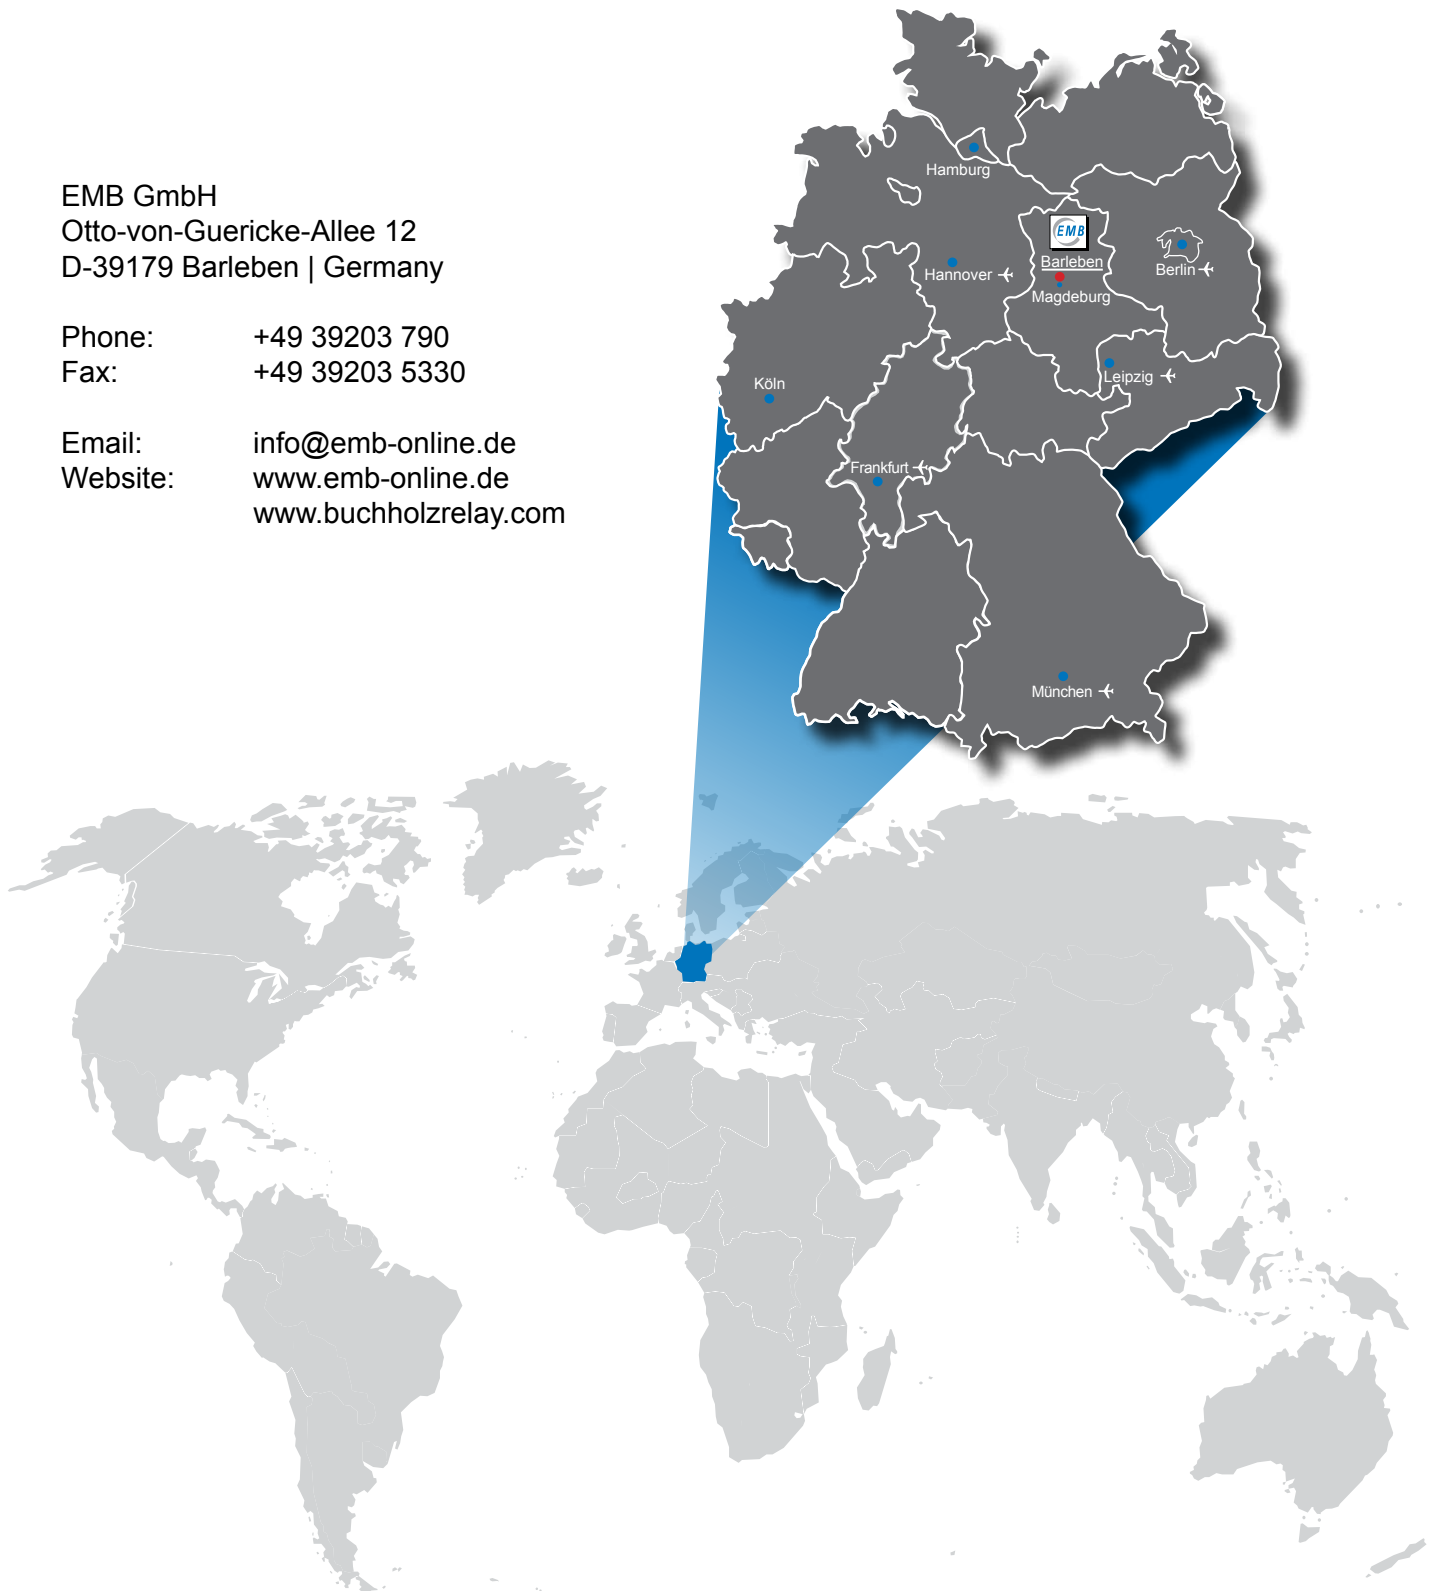 EMB GmbH
Otto-von-Guericke-Allee 12
D-39179 Barleben | Germany
Phone: +49 39203 790
Fax: +49 39203 5330
Email: info@emb-online.de
Website: www.emb-online.de
www.buchholzrelay.com
Hamburg
EMB
Barleben
Berlin
Hannover
Magdeburg
Leipzig
Köln
Frankfurt
München